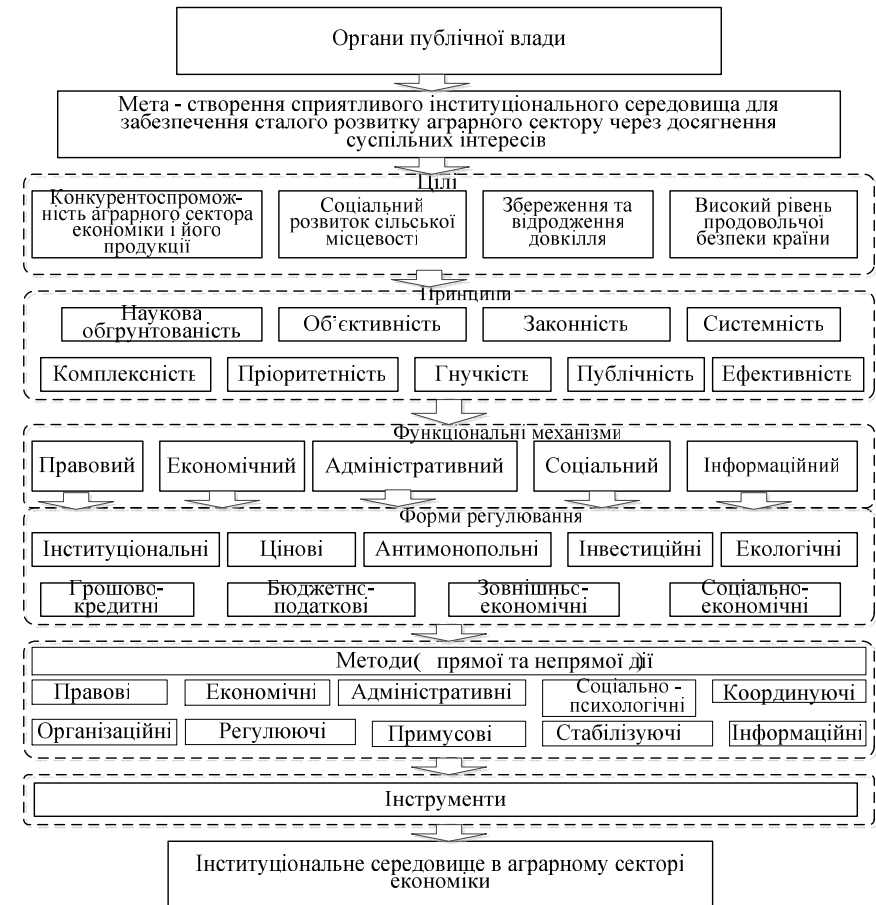 Органи публічної влади
Мета - створення сприятливого інституціонального середовища для
забезпечення сталого розвитку аграрного сектору через досягнення
суспільних інтересів
Цілі
Конкурентоспромож-
ність аграрного сектора
економіки і його
продукції
Соціальний
розвиток сільської
місцевості
Збереження та
відродження
довкілля
Високий рівень
продовольчої
безпеки країни
Принципи
Наукова
обгрунтованість
Об'єктивність
Законність
Системність
Комплексність
Пріоритетність
Гнучкість
Публічність
Ефективність
Функціональні механізми
Правовий
Економічний
Адміністративний
Соціальний
Інформаційний
Форми регулювання
Інституціональні
Цінові
Антимонопольні
Інвестиційні
Екологічні
Грошово-
кредитні
Бюджетно-
податкові
Зовнішньо-
економічні
Соціально-
економічні
Методи( прямої та непрямої дії)
Правові
Економічні
Адміністративні
Соціально -
психологічні
Координуючі
Організаційні
Регулюючі
Примусові
Стабілізуючі
Інформаційні
Інструменти
Інституціональне середовище в аграрному секторі
економіки